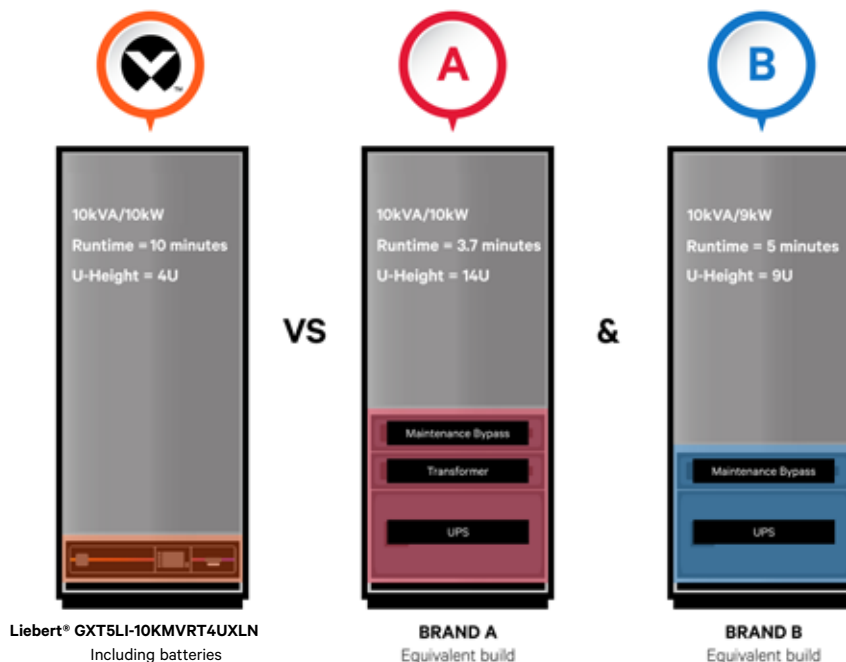 A
B
10kVA/10kW
Runtime = 10 minutes
U-Height = 4U
10kVA/10kW
Runtime = 3.7 minutes
U-Height = 14U
10kVA/9kW
Runtime = 5 minutes
U-Height = 9U
VS
&
Maintenance Bypass
Transformer
UPS
Maintenance Bypass
UPS
Liebert® GXT5LI-10KMVRT4UXLN
Including batteries
BRAND A
Equivalent build
BRAND B
Equivalent build